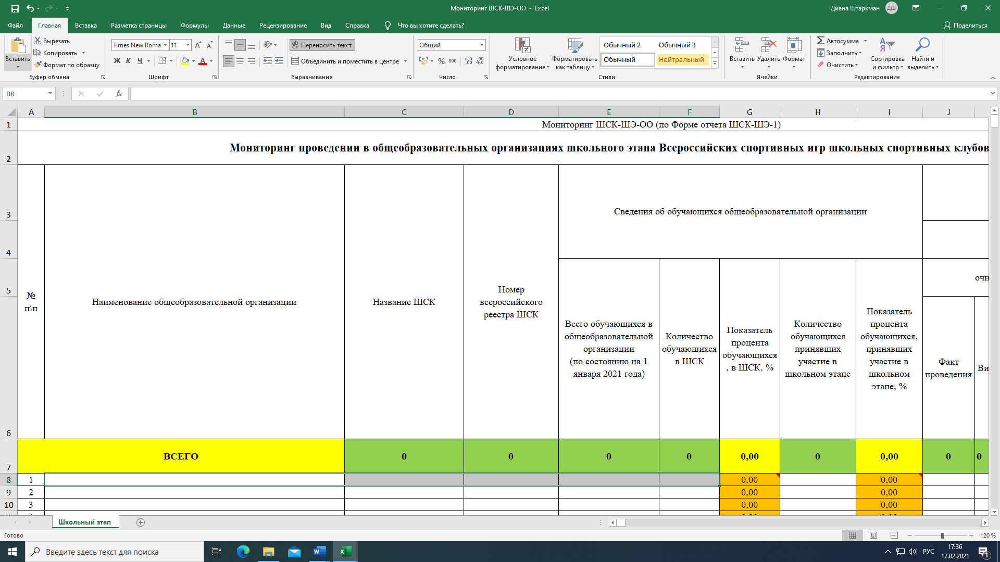 Мониторинг ШСК-ШЭ-ОО - Excel
Диана Штаркман
ДШ
Файл Главная Вставка Разметка страницы Формулы Данные Рецензирование Вид Справка Что вы хотите сделать? Поделиться
Вставить
Вырезать
Копировать
Формат по образцу
Буфер обмена
Times New Roma 11
Ж К Ч
Шрифт
Переносить текст
Объединить и поместить в центре
Выравнивание
Общий
% 000
Число
Условное форматирование
Форматировать как таблицу
Обычный 2 Обычный 3
Обычный Нейтральный
Стили
Вставить Удалить Формат
Ячейки
Автосумма
Заполнить
Очистить
Сортировка и фильтр
Найти и выделить
Редактирование
B8
fx
A B C D E F G H I J
1 Мониторинг ШСК-ШЭ-ОО (по Форме отчета ШСК-ШЭ-1)
2 Мониторинг проведении в общеобразовательных организациях школьного этапа Всероссийских спортивных игр школьных спортивных клубов
3
Сведения об обучающихся общеобразовательной организации
4
5
очн
№
п\п
Наименование общеобразовательной организации
Название ШСК
Номер
всероссийского
реестра ШСК
Всего обучающихся в
общеобразовательной
организации
(по состоянию на 1
января 2021 года)
Количество
обучающихся
в ШСК
Показатель
процента
обучающихся
, в ШСК, %
Количество
обучающихся
принявших
участие в
школьном этапе
Показатель
процента
обучающихся,
принявших
участие в
школьном
этапе, %
Факт
проведения
Ви
6
7 ВСЕГО 0 0 0 0 0,00 0 0,00 0 0
8 1 0,00 0,00
9 2 0,00 0,00
10 3 0,00 0,00
Школьный этап
Готово
120 %
Введите здесь текст для поиска
РУС
17:36
17.02.2021
1